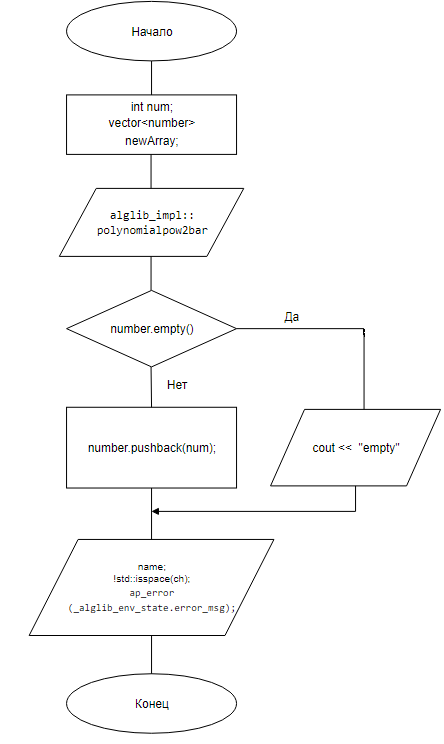 Начало
int num;
vector<number>
newArray;
alglib_impl::
polynomialpow2bar
number.empty()
Да
Нет
number.pushback(num);
cout << "empty"
name;
!std::isspace(ch);
ap_error
(_alglib_env_state.error_msg);
Конец